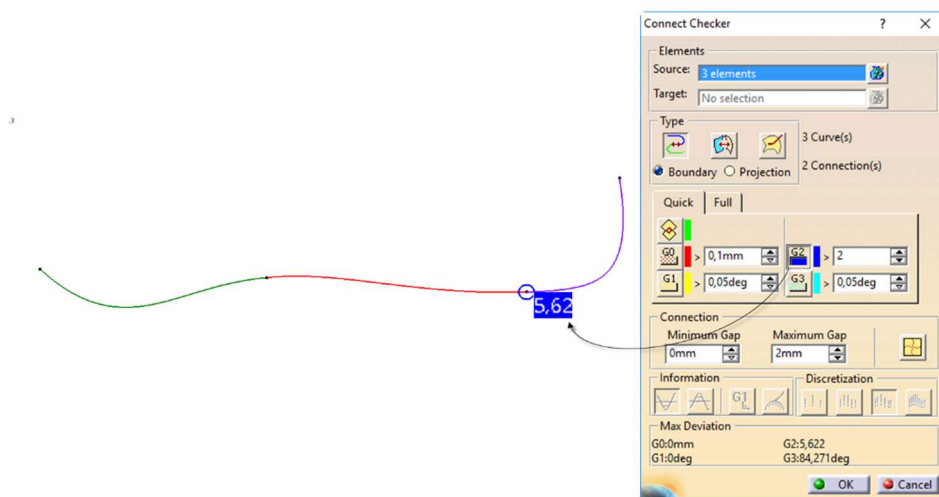 Connect Checker
? X
Elements
Source: 3 elements
Target: No selection
.3
Type
3 Curve(s)
Boundary Projection
2 Connection(s)
Quick Full
G0 > 0,1mm
G2 > 2
G1 > 0,05deg
G3 > 0,05deg
5,62
Connection
Minimum Gap Maximum Gap
0mm 2mm
Information Discretization
G1
Max Deviation
G0:0mm G2:5,622
G1:0deg G3:84,271deg
OK Cancel